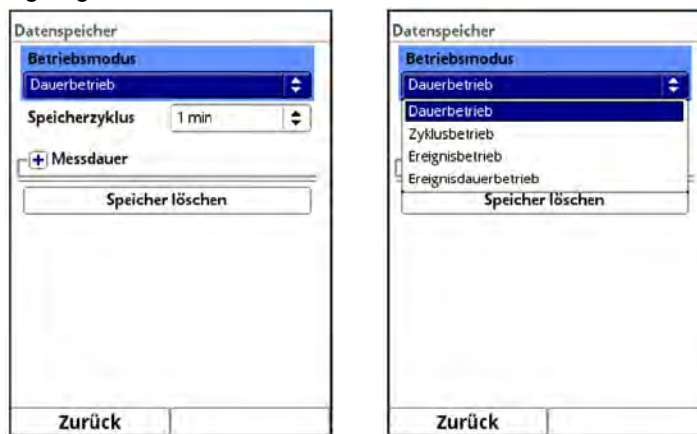 Datenspeicher
Betriebsmodus
Dauerbetrieb
Speicherzyklus 1 min
Messdauer
Speicher löschen
Zurück
Datenspeicher
Betriebsmodus
Dauerbetrieb
Dauerbetrieb
Zyklusbetrieb
Ereignisbetrieb
Ereignisdauerbetrieb
Speicher löschen
Zurück